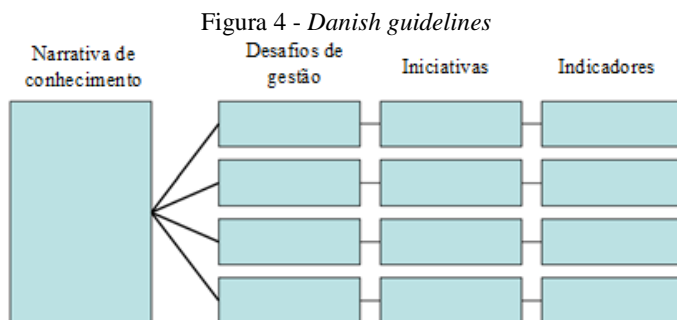 Figura 4 - Danish guidelines
Narrativa de
conhecimento
Desafios de
gestão
Iniciativas
Indicadores